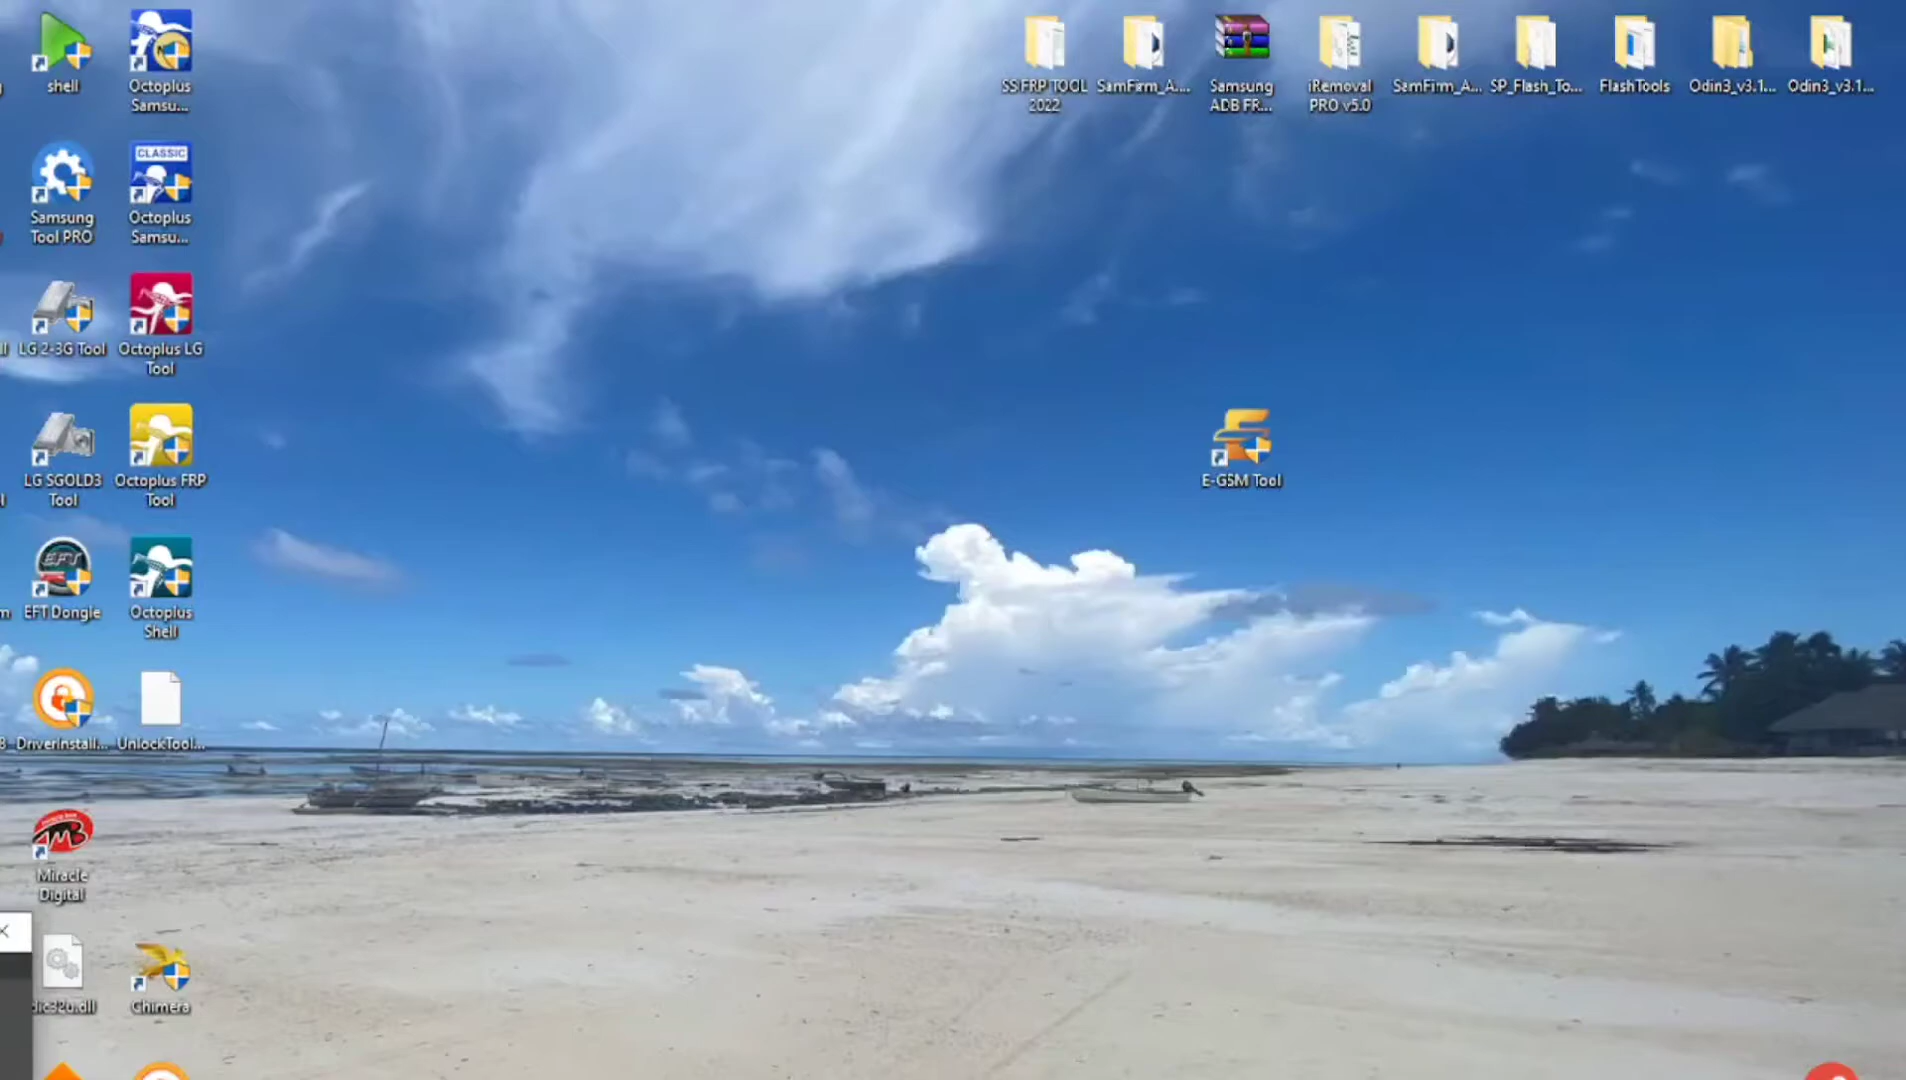 shell
Octoplus
Samsu...
SS FRP TOOL
2022
SamFirm_A....
Samsung
ADB FR...
iRemoval
PRO v5.0
SamFirm_A...
SP_Flash_To...
FlashTools
Odin3_v3.1...
Odin3_v3.1...
Samsung
Tool PRO
CLASSIC
Octoplus
Samsu...
LG 2-3G Tool
Octoplus LG
Tool
LG SGOLD3
Tool
Octoplus FRP
Tool
E-GSM Tool
EFT
EFT Dongle
Octoplus
Shell
DriverInstall...
UnlockTool...
MB
Miracle
Digital
Chimera